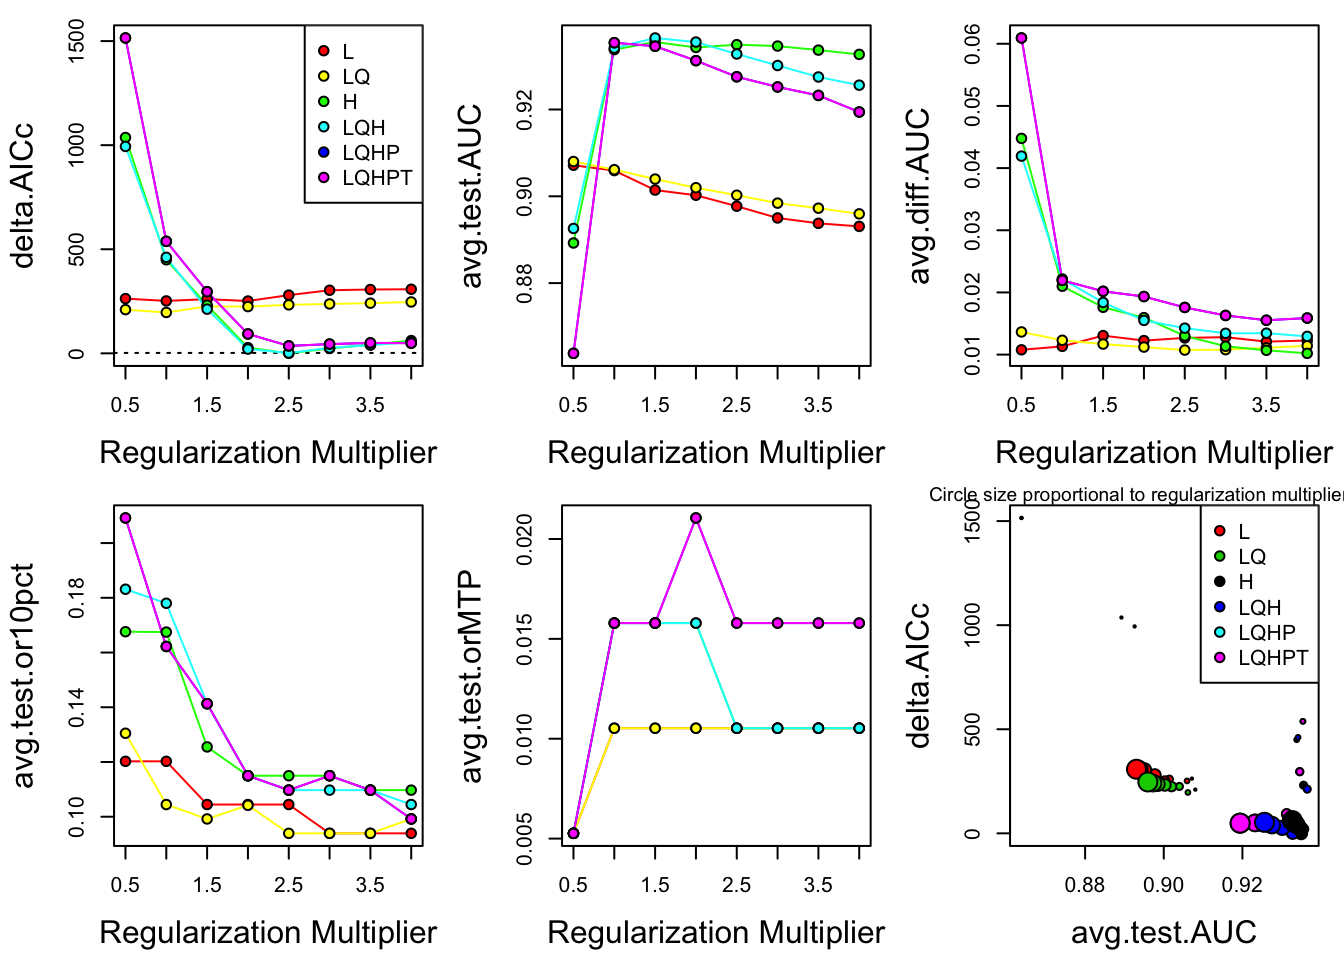 delta.AICc
0
500
1000
1500
0.5
1.5
2.5
3.5
Regularization Multiplier
L
LQ
H
LQH
LQHP
LQHPT
avg.test.AUC
0.88
0.90
0.92
0.5
1.5
2.5
3.5
Regularization Multiplier
avg.diff.AUC
0.01
0.02
0.03
0.04
0.05
0.06
0.5
1.5
2.5
3.5
Regularization Multiplier
avg.test.or10pct
0.10
0.14
0.18
0.5
1.5
2.5
3.5
Regularization Multiplier
avg.test.orMTP
0.005
0.010
0.015
0.020
0.5
1.5
2.5
3.5
Regularization Multiplier
Circle size proportional to regularization multiplier
delta.AICc
0
500
1000
1500
0.88
0.90
0.92
avg.test.AUC
L
LQ
H
LQH
LQHP
LQHPT